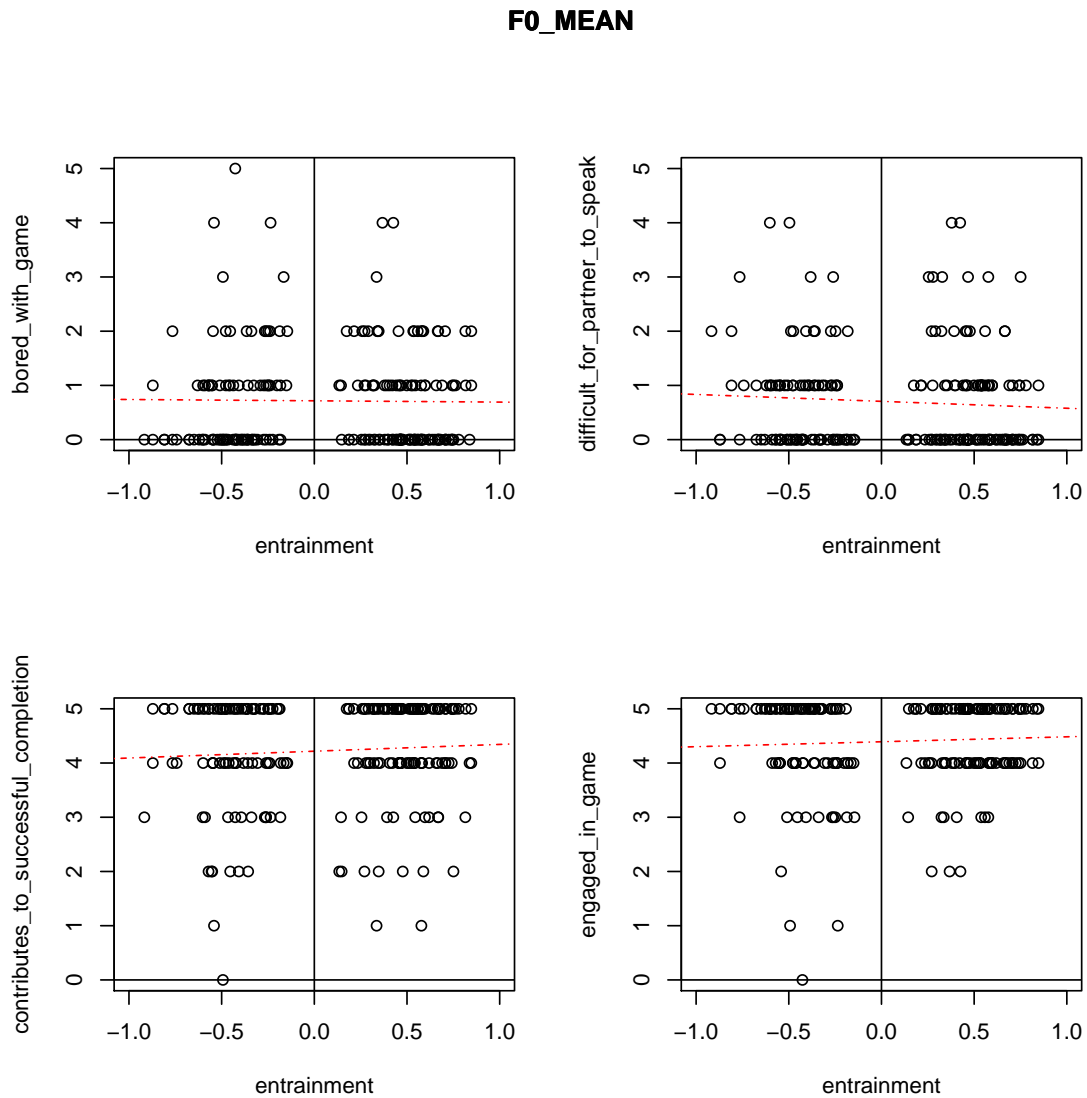 F0_MEAN
bored_with_game
5
4
3
2
1
0
−1.0 −0.5 0.0 0.5 1.0
entrainment
difficult_for_partner_to_speak
5
4
3
2
1
0
−1.0 −0.5 0.0 0.5 1.0
entrainment
contributes_to_successful_completion
5
4
3
2
1
0
−1.0 −0.5 0.0 0.5 1.0
entrainment
engaged_in_game
5
4
3
2
1
0
−1.0 −0.5 0.0 0.5 1.0
entrainment